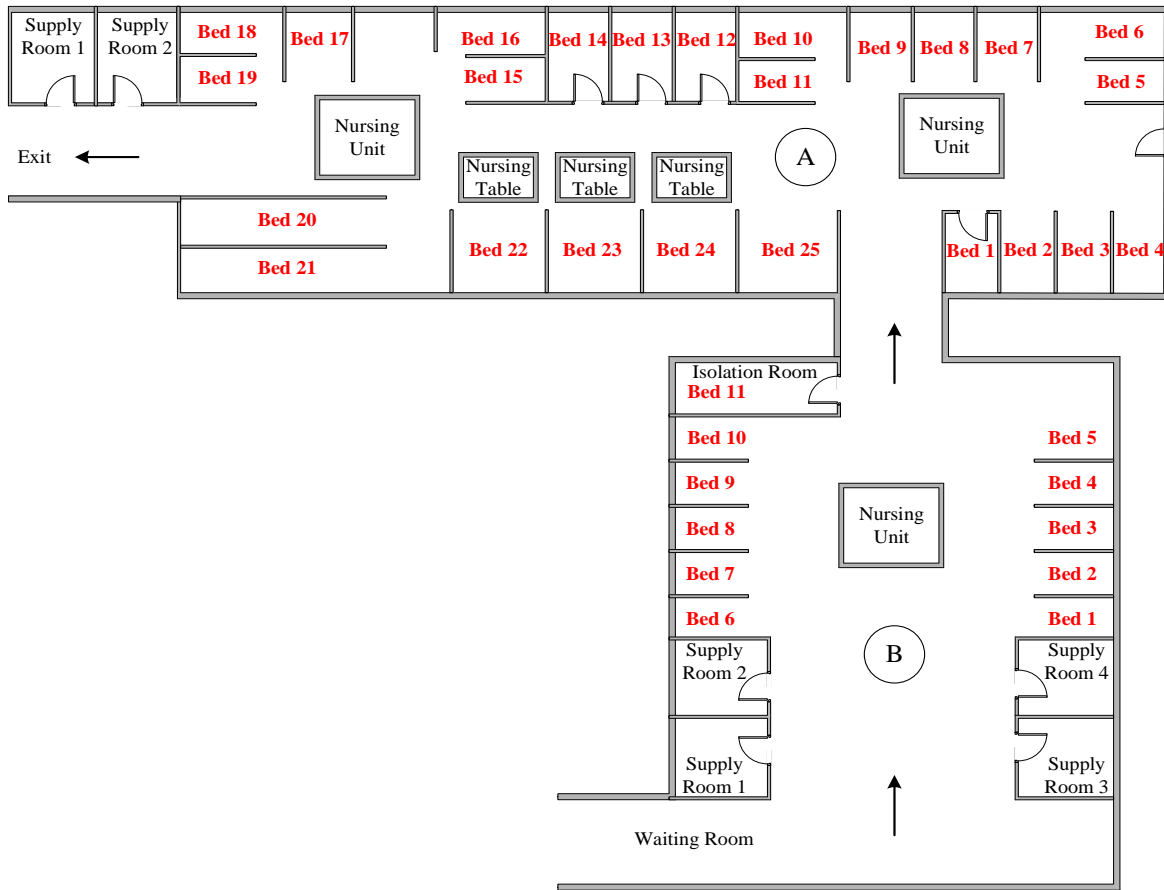 Supply
Room 1
Supply
Room 2
Bed 18
Bed 19
Bed 17
Bed 16
Bed 15
Bed 14
Bed 13
Bed 12
Bed 10
Bed 11
Bed 9
Bed 8
Bed 7
Bed 6
Bed 5
Exit
Nursing
Unit
Nursing
Table
Nursing
Table
Nursing
Table
A
Nursing
Unit
Bed 20
Bed 21
Bed 22
Bed 23
Bed 24
Bed 25
Bed 1
Bed 2
Bed 3
Bed 4
Isolation Room
Bed 11
Bed 10
Bed 9
Bed 8
Bed 7
Bed 6
Nursing
Unit
Bed 5
Bed 4
Bed 3
Bed 2
Bed 1
Supply
Room 2
B
Supply
Room 4
Supply
Room 1
Supply
Room 3
Waiting Room